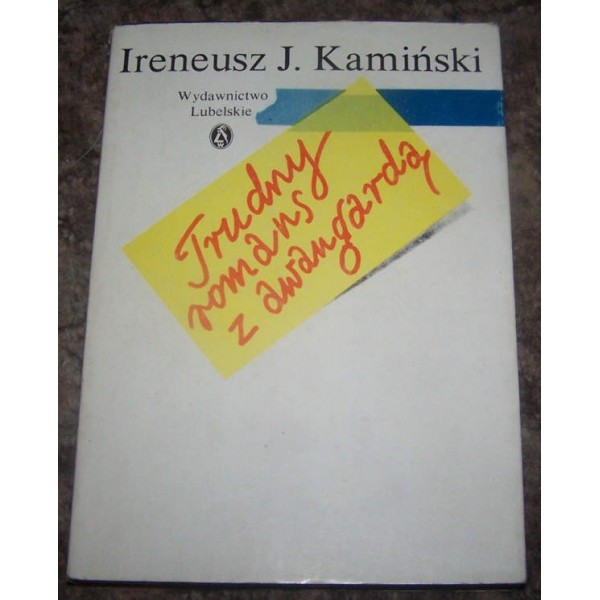 Ireneusz J. Kamiński
Wydawnictwo
Lubelskie
Trudny
romans
z awangardą